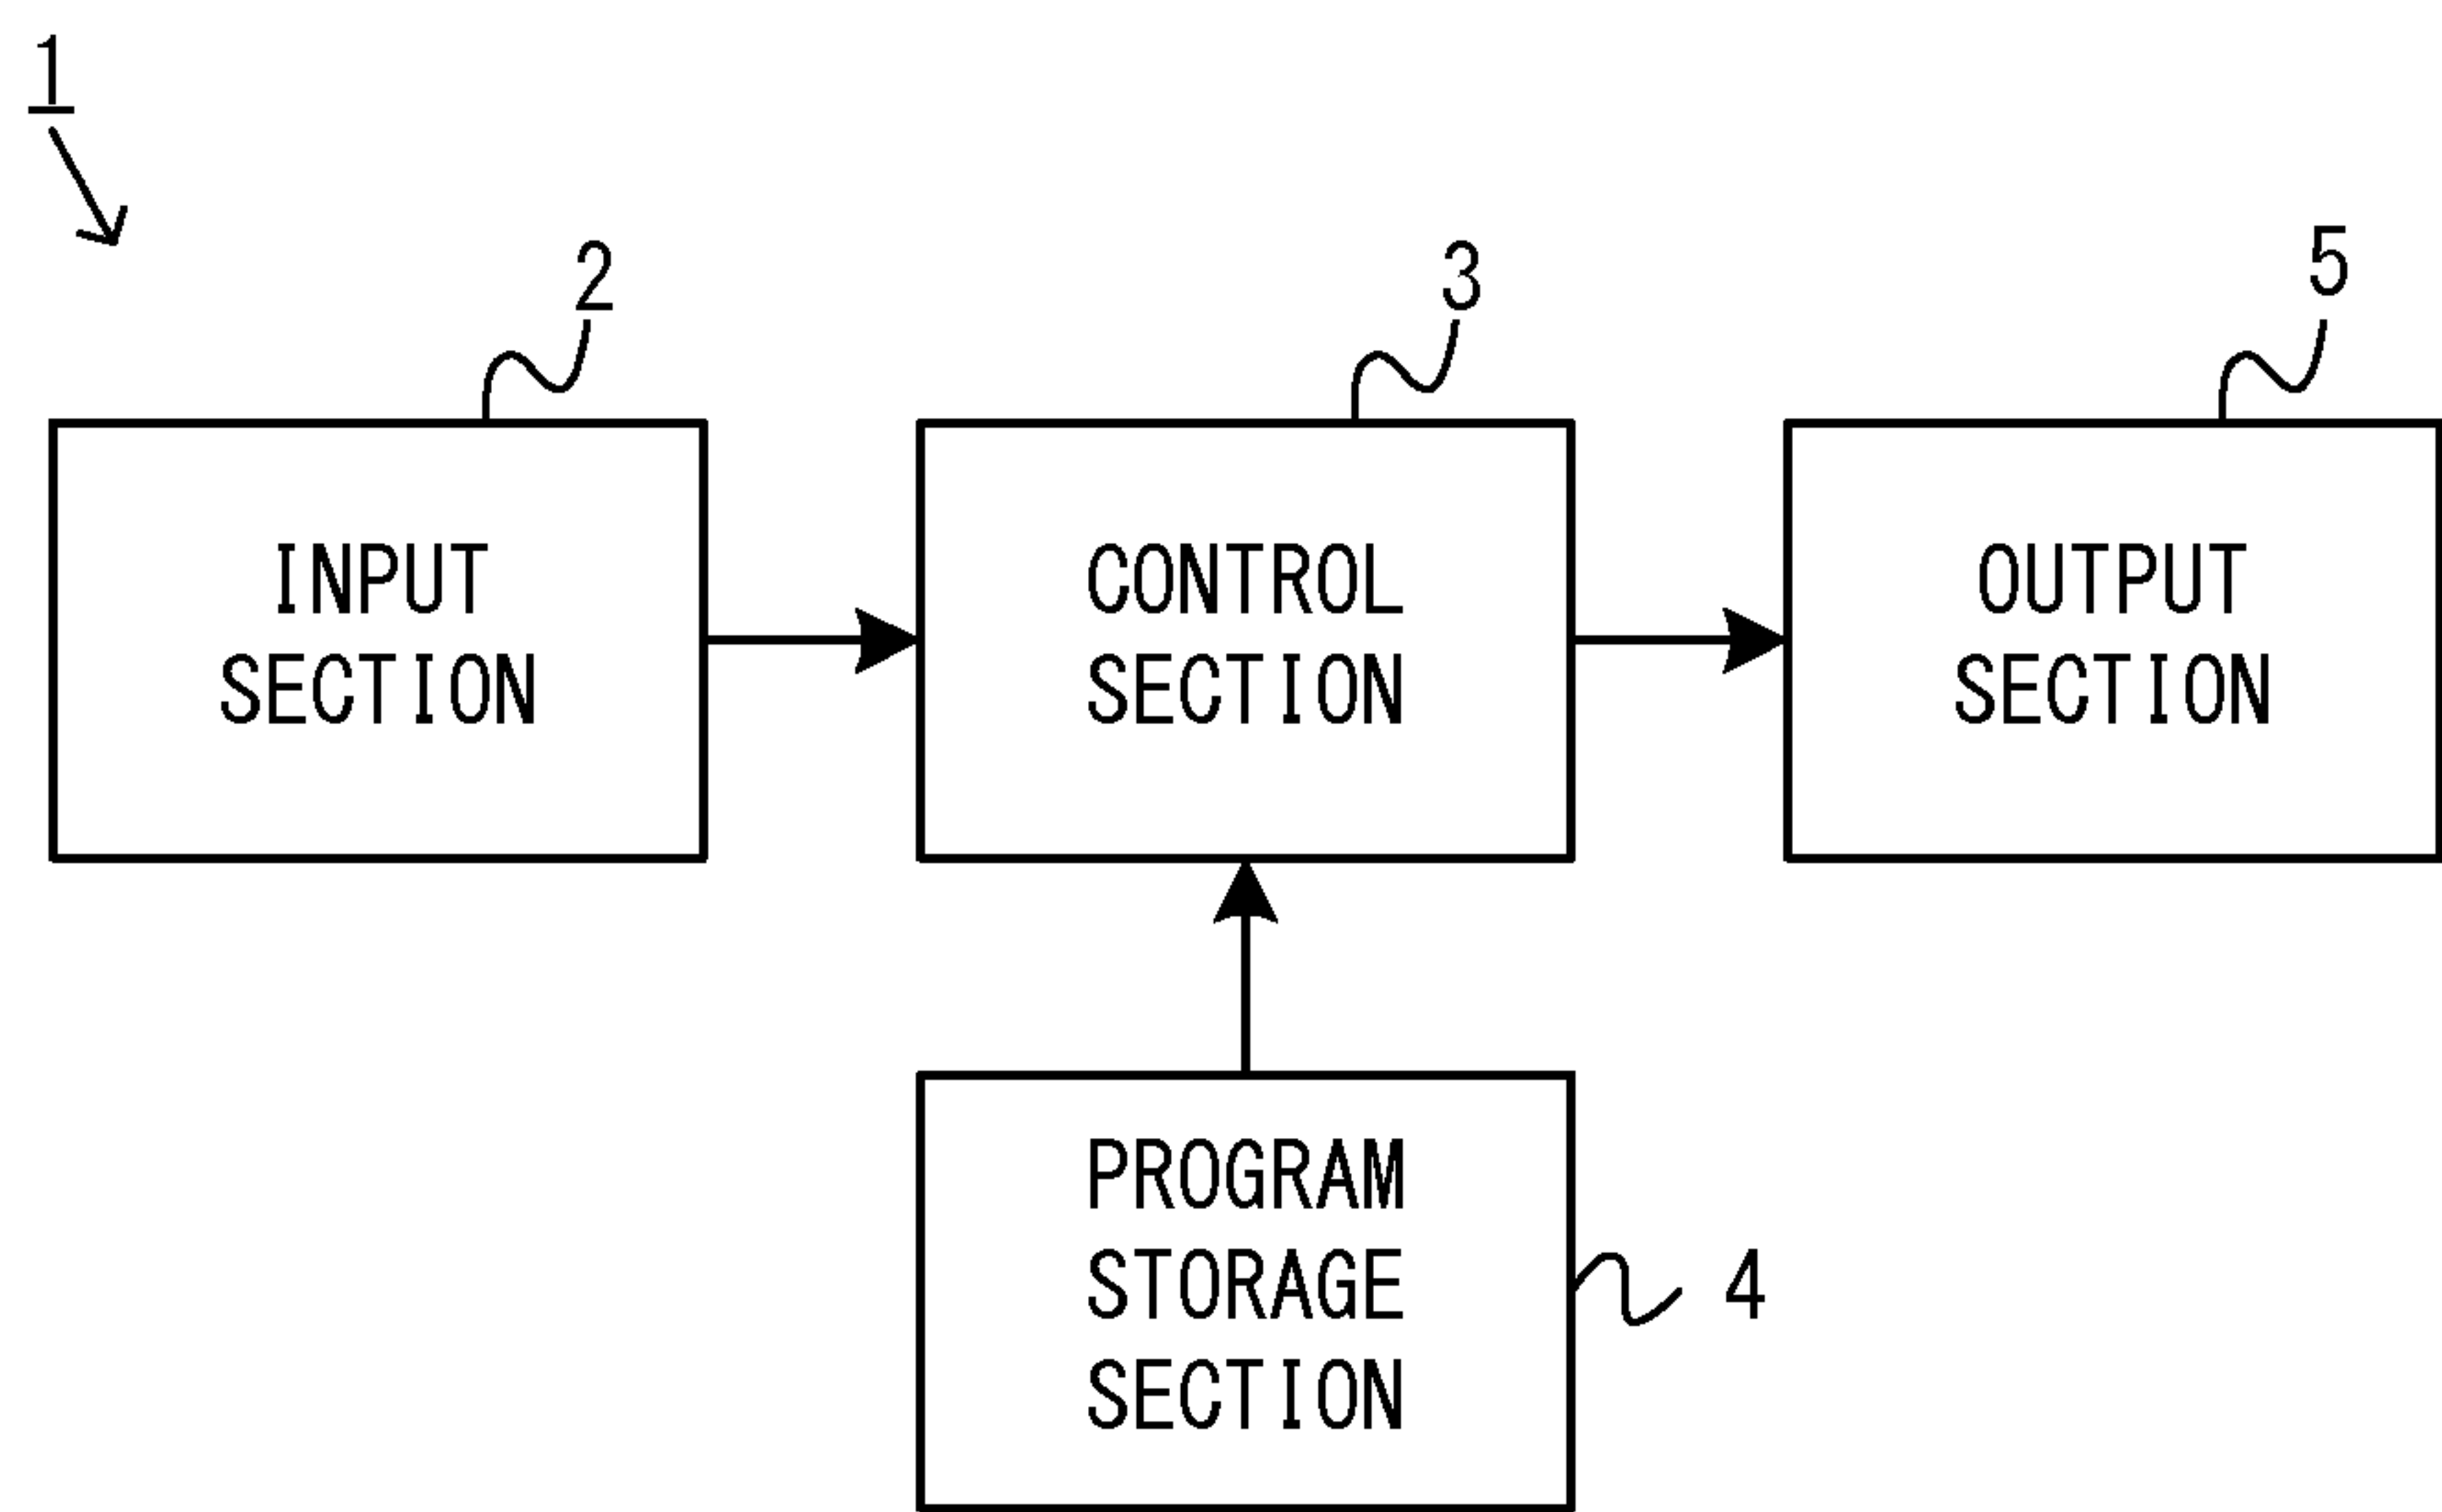 1
2
3
5
INPUT
SECTION
CONTROL
SECTION
OUTPUT
SECTION
PROGRAM
STORAGE
SECTION
4